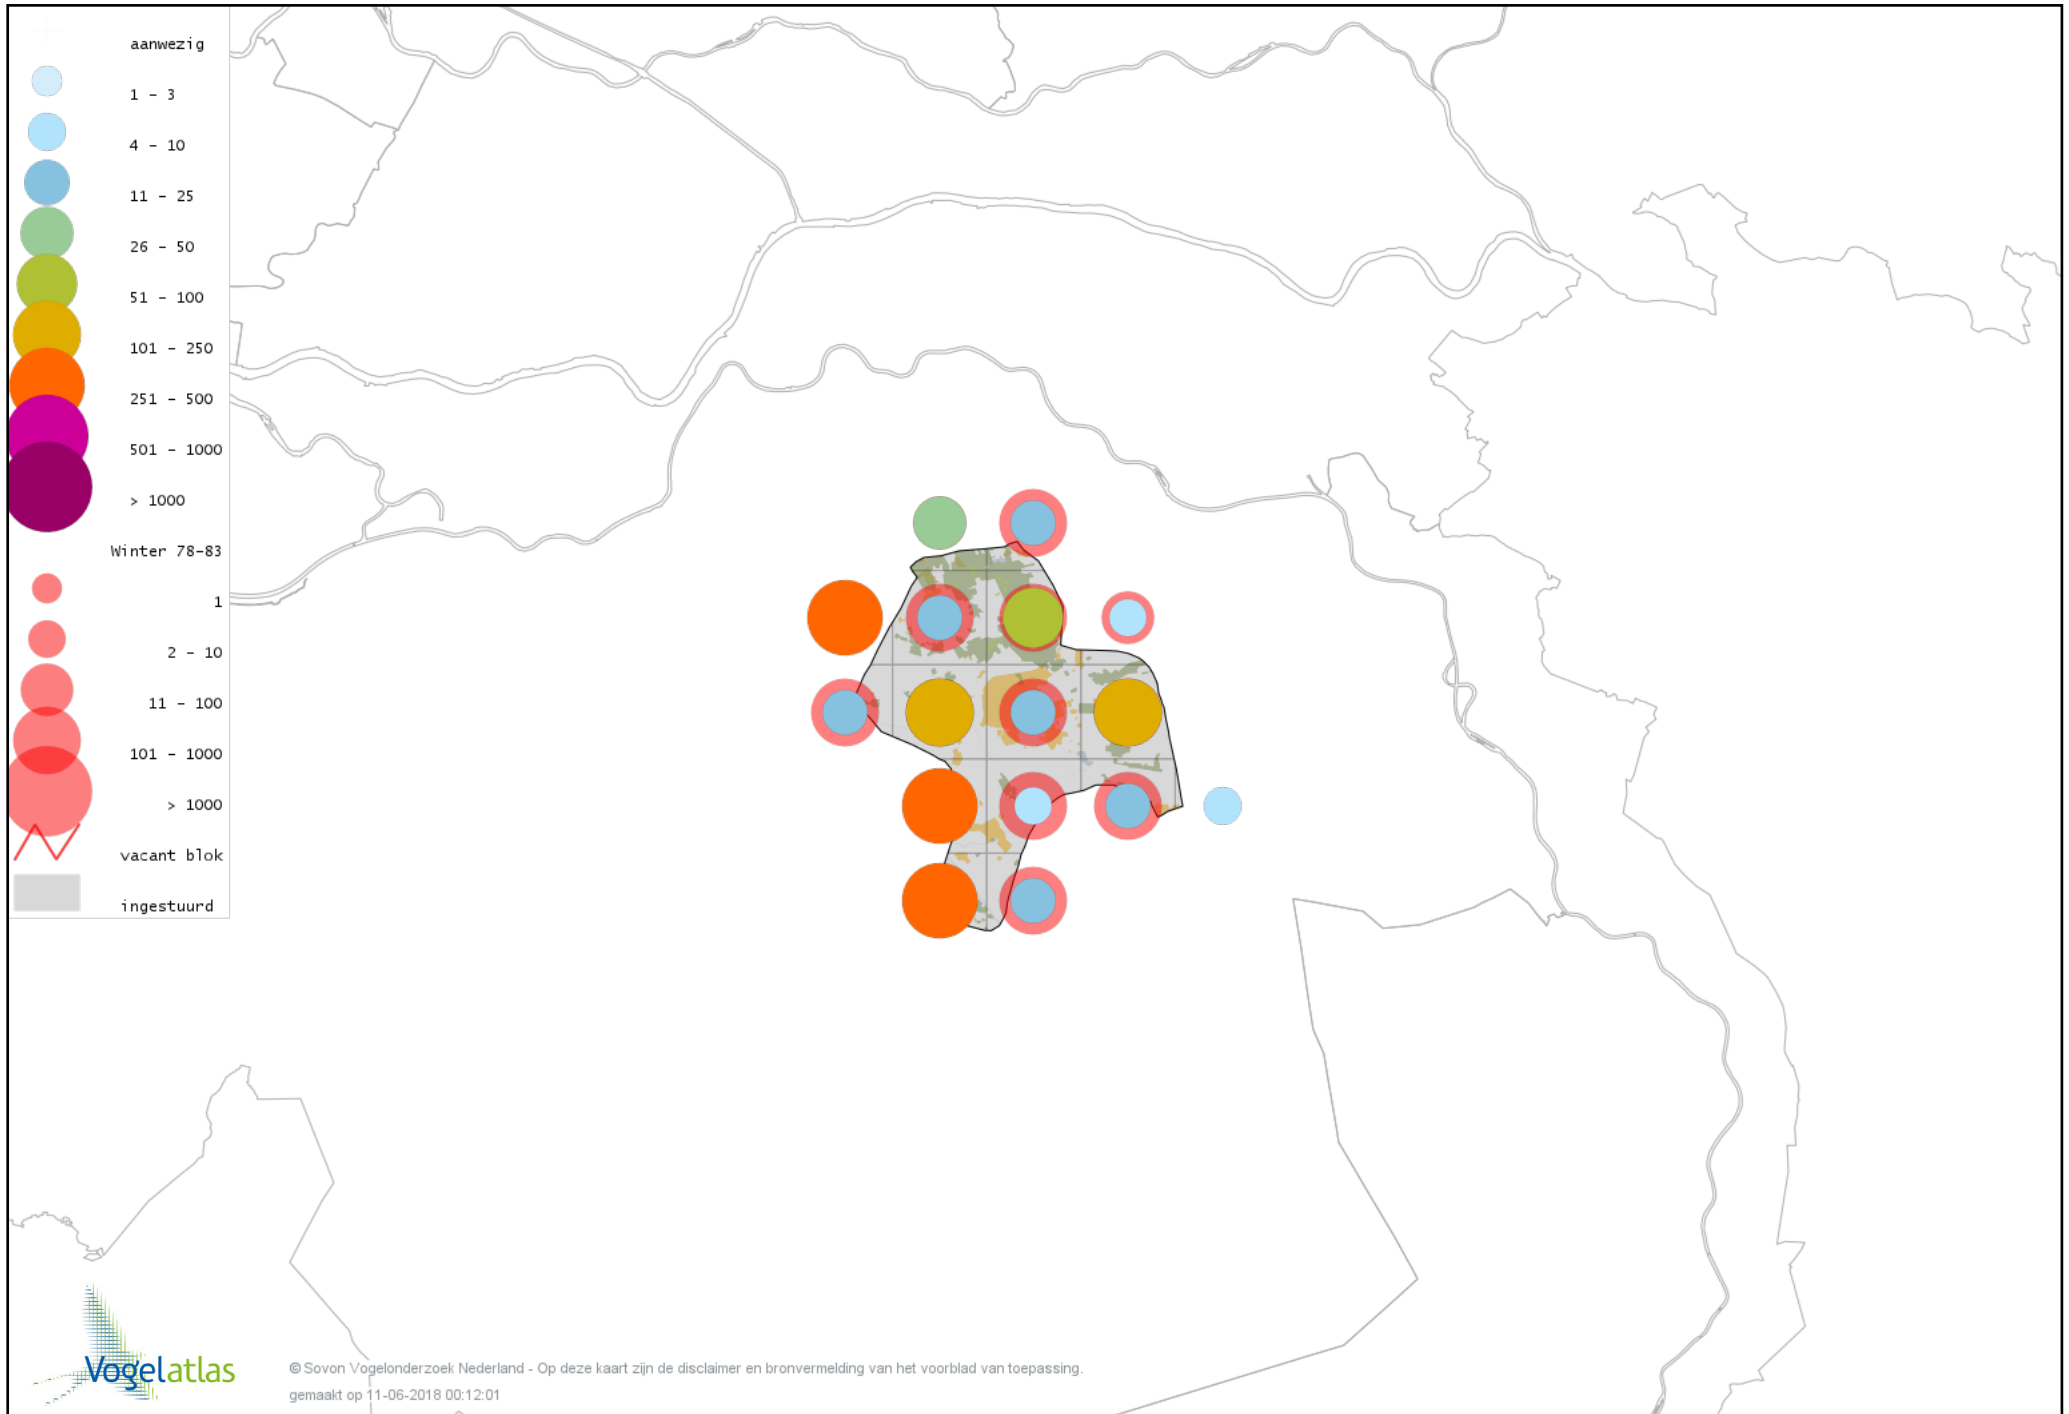 aanwezig
1 - 3
4 - 10
11 - 25
26 - 50
51 - 100
101 - 250
251 - 500
501 - 1000
> 1000
Winter 78-83
1
2 - 10
11 - 100
101 - 1000
> 1000
vacant blok
ingestuurd
Vogelatlas
© Sovon Vogelonderzoek Nederland - Op deze kaart zijn de disclaimer en bronvermelding van het voorblad van toepassing.
gemaakt op 11-06-2018 00:12:01